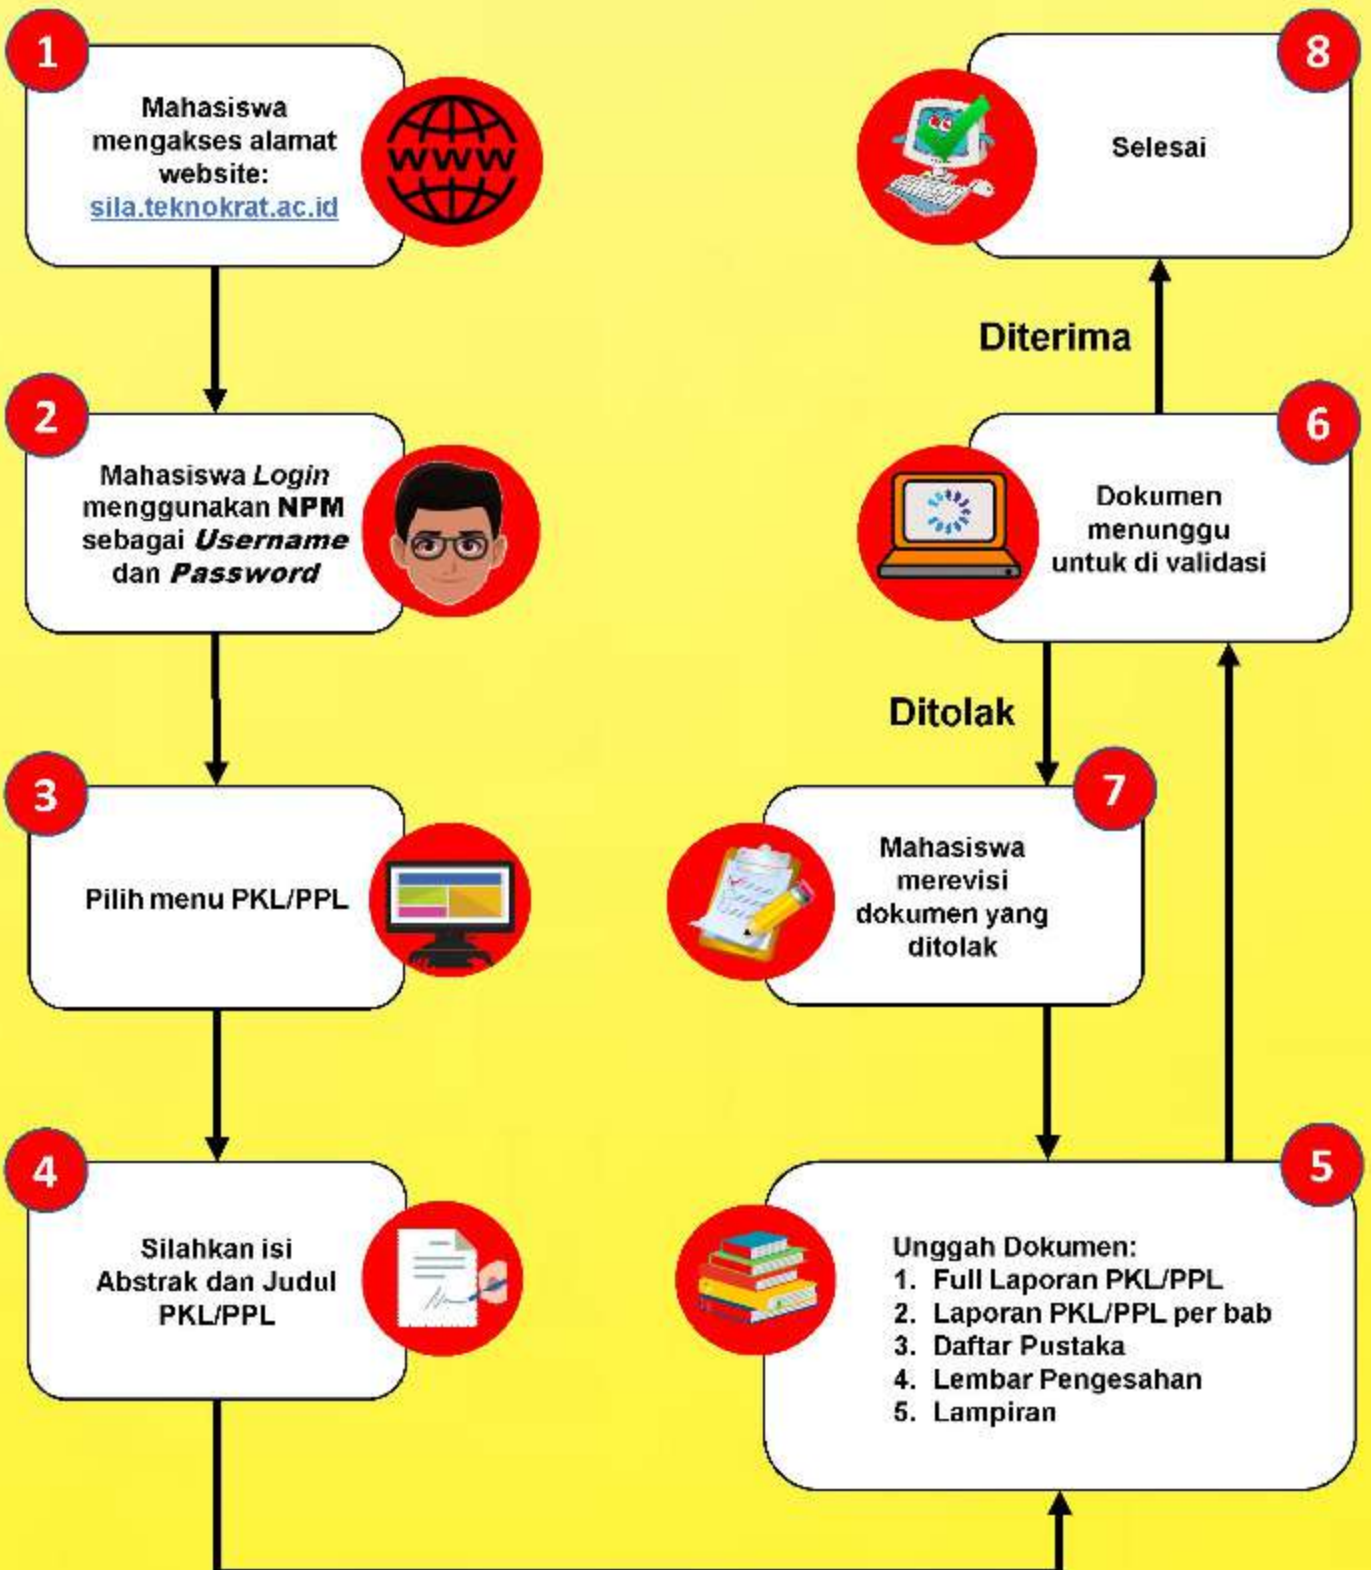 1
Mahasiswa
mengakses alamat
website:
sila.teknokrat.ac.id
WWW
2
Mahasiswa Login
menggunakan NPM
sebagai Username
dan Password
3
Pilih menu PKL/PPL
4
Silahkan isi
Abstrak dan Judul
PKL/PPL
5
Unggah Dokumen:
1. Full Laporan PKL/PPL
2. Laporan PKL/PPL per bab
3. Daftar Pustaka
4. Lembar Pengesahan
5. Lampiran
6
Dokumen
menunggu
untuk di validasi
Ditolak
7
Mahasiswa
merevisi
dokumen yang
ditolak
Diterima
8
Selesai